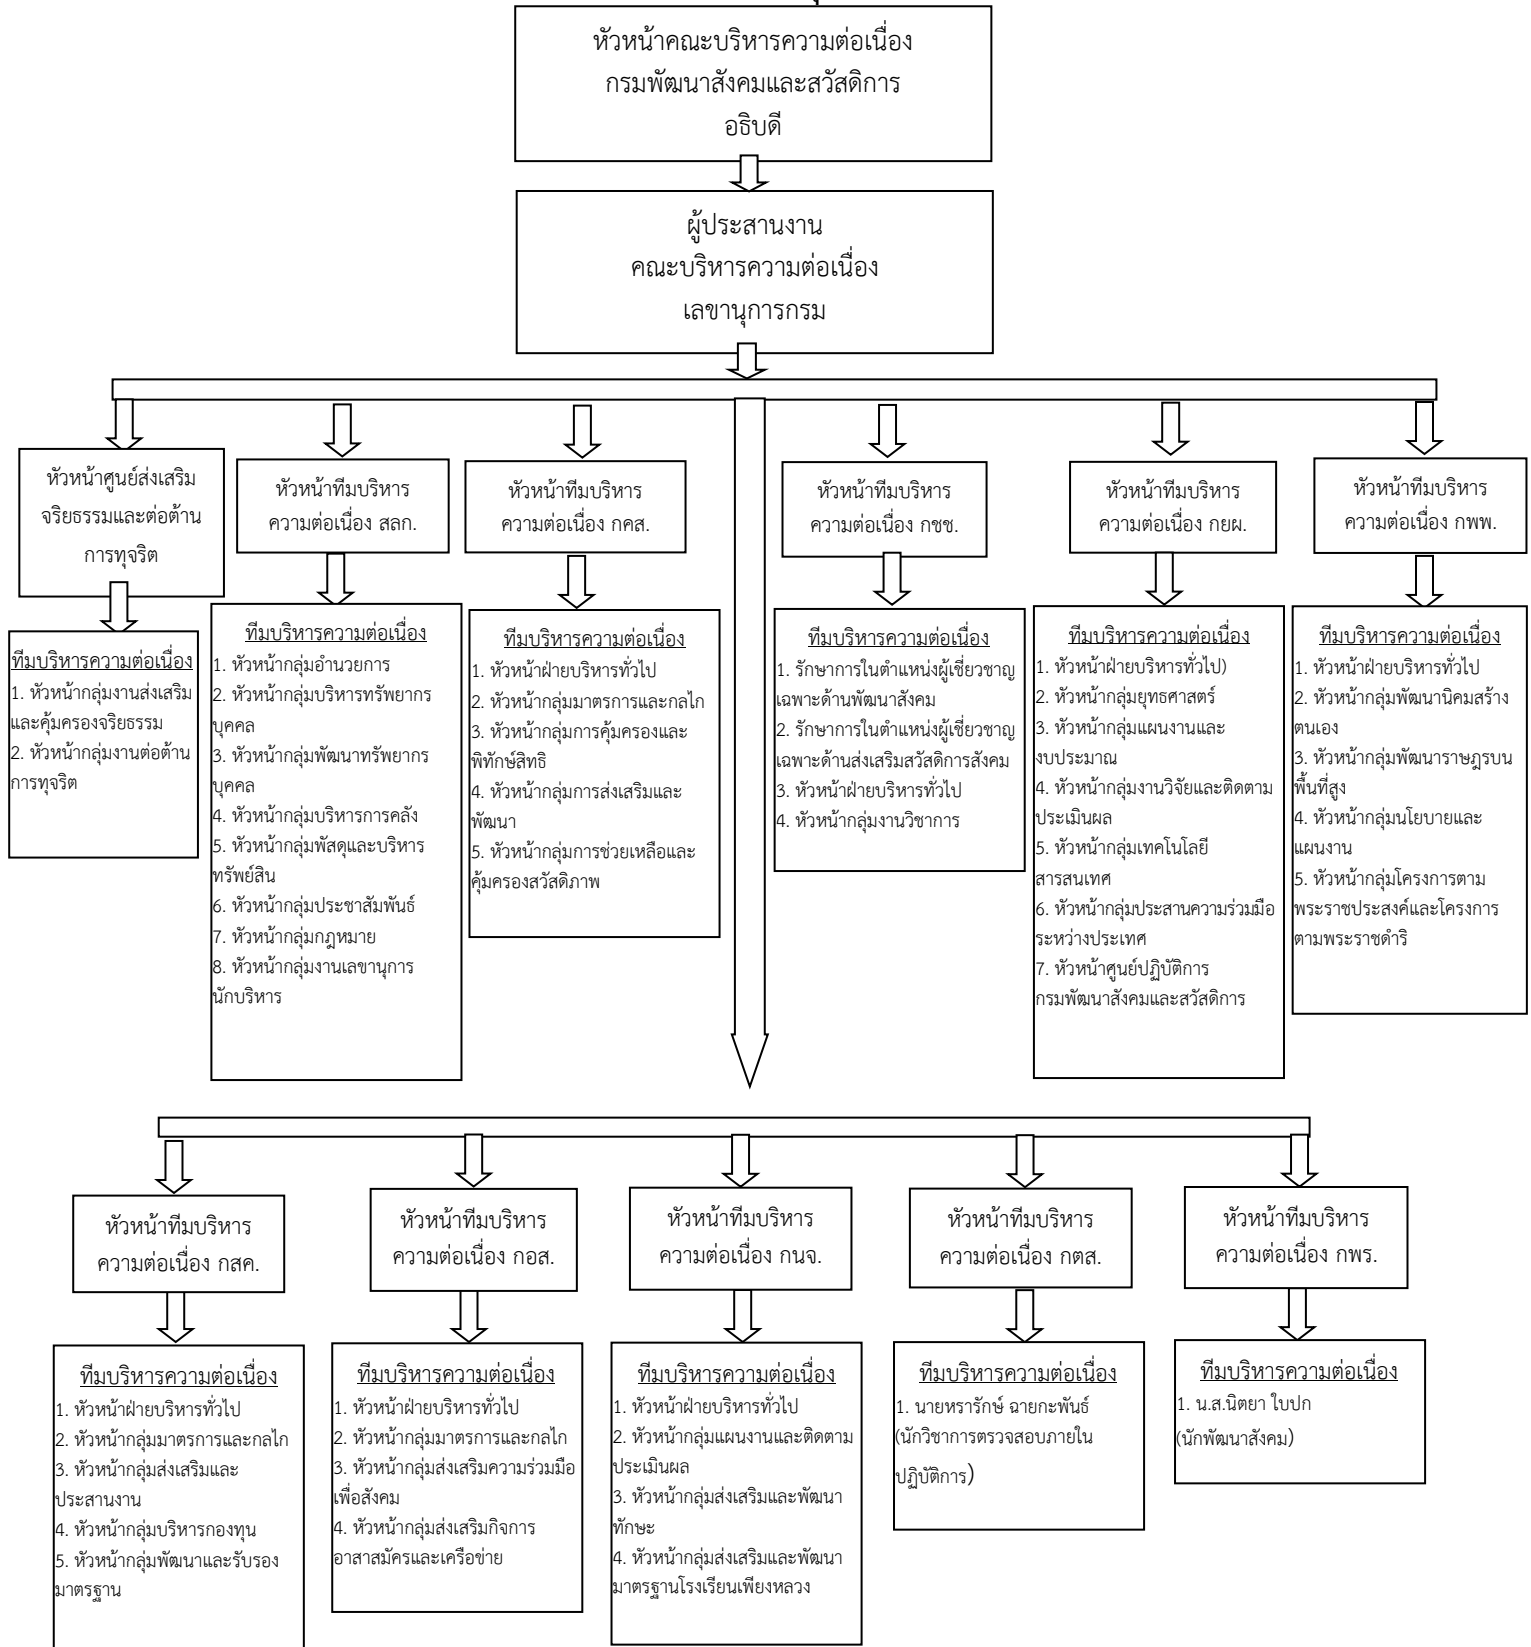 หัวหน้าคณะบริหารความต่อเนื่อง
กรมพัฒนาสังคมและสวัสดิการ
อธิบดี
ผู้ประสานงาน
คณะบริหารความต่อเนื่อง
เลขานุการกรม
หัวหน้าศูนย์ส่งเสริม
จริยธรรมและต่อต้าน
การทุจริต
หัวหน้าทีมบริหาร
ความต่อเนื่อง สลก.
หัวหน้าทีมบริหาร
ความต่อเนื่อง กคส.
หัวหน้าทีมบริหาร
ความต่อเนื่อง กชช.
หัวหน้าทีมบริหาร
ความต่อเนื่อง กยผ.
หัวหน้าทีมบริหาร
ความต่อเนื่อง กพพ.
ทีมบริหารความต่อเนื่อง
1. หัวหน้ากลุ่มงานส่งเสริม
และคุ้มครองจริยธรรม
2. หัวหน้ากลุ่มงานต่อต้าน
การทุจริต
ทีมบริหารความต่อเนื่อง
1. หัวหน้ากลุ่มอำนวยการ
2. หัวหน้ากลุ่มบริหารทรัพยากร
บุคคล
3. หัวหน้ากลุ่มพัฒนาทรัพยากร
บุคคล
4. หัวหน้ากลุ่มบริหารการคลัง
5. หัวหน้ากลุ่มพัสดุและบริหาร
ทรัพย์สิน
6. หัวหน้ากลุ่มประชาสัมพันธ์
7. หัวหน้ากลุ่มกฎหมาย
8. หัวหน้ากลุ่มงานเลขานุการ
นักบริหาร
ทีมบริหารความต่อเนื่อง
1. หัวหน้าฝ่ายบริหารทั่วไป
2. หัวหน้ากลุ่มมาตรการและกลไก
3. หัวหน้ากลุ่มการคุ้มครองและ
พิทักษ์สิทธิ
4. หัวหน้ากลุ่มการส่งเสริมและ
พัฒนา
5. หัวหน้ากลุ่มการช่วยเหลือและ
คุ้มครองสวัสดิภาพ
ทีมบริหารความต่อเนื่อง
1. รักษาการในตำแหน่งผู้เชี่ยวชาญ
เฉพาะด้านพัฒนาสังคม
2. รักษาการในตำแหน่งผู้เชี่ยวชาญ
เฉพาะด้านส่งเสริมสวัสดิการสังคม
3. หัวหน้าฝ่ายบริหารทั่วไป
4. หัวหน้ากลุ่มงานวิชาการ
ทีมบริหารความต่อเนื่อง
1. หัวหน้าฝ่ายบริหารทั่วไป)
2. หัวหน้ากลุ่มยุทธศาสตร์
3. หัวหน้ากลุ่มแผนงานและ
งบประมาณ
4. หัวหน้ากลุ่มงานวิจัยและติดตาม
ประเมินผล
5. หัวหน้ากลุ่มเทคโนโลยี
สารสนเทศ
6. หัวหน้ากลุ่มประสานความร่วมมือ
ระหว่างประเทศ
7. หัวหน้าศูนย์ปฏิบัติการ
กรมพัฒนาสังคมและสวัสดิการ
ทีมบริหารความต่อเนื่อง
1. หัวหน้าฝ่ายบริหารทั่วไป
2. หัวหน้ากลุ่มพัฒนานิคมสร้าง
ตนเอง
3. หัวหน้ากลุ่มพัฒนาราษฎรบน
พื้นที่สูง
4. หัวหน้ากลุ่มนโยบายและ
แผนงาน
5. หัวหน้ากลุ่มโครงการตาม
พระราชประสงค์และโครงการ
ตามพระราชดำริ
หัวหน้าทีมบริหาร
ความต่อเนื่อง กสค.
หัวหน้าทีมบริหาร
ความต่อเนื่อง กอส.
หัวหน้าทีมบริหาร
ความต่อเนื่อง กนจ.
หัวหน้าทีมบริหาร
ความต่อเนื่อง กตส.
หัวหน้าทีมบริหาร
ความต่อเนื่อง กพร.
ทีมบริหารความต่อเนื่อง
1. หัวหน้าฝ่ายบริหารทั่วไป
2. หัวหน้ากลุ่มมาตรการและกลไก
3. หัวหน้ากลุ่มส่งเสริมและ
ประสานงาน
4. หัวหน้ากลุ่มบริหารกองทุน
5. หัวหน้ากลุ่มพัฒนาและรับรอง
มาตรฐาน
ทีมบริหารความต่อเนื่อง
1. หัวหน้าฝ่ายบริหารทั่วไป
2. หัวหน้ากลุ่มมาตรการและกลไก
3. หัวหน้ากลุ่มส่งเสริมความร่วมมือ
เพื่อสังคม
4. หัวหน้ากลุ่มส่งเสริมกิจการ
อาสาสมัครและเครือข่าย
ทีมบริหารความต่อเนื่อง
1. หัวหน้าฝ่ายบริหารทั่วไป
2. หัวหน้ากลุ่มแผนงานและติดตาม
ประเมินผล
3. หัวหน้ากลุ่มส่งเสริมและพัฒนา
ทักษะ
4. หัวหน้ากลุ่มส่งเสริมและพัฒนา
มาตรฐานโรงเรียนเพียงหลวง
ทีมบริหารความต่อเนื่อง
1. นายหรารักษ์ ฉายกะพันธ์
(นักวิชาการตรวจสอบภายใน
ปฏิบัติการ)
ทีมบริหารความต่อเนื่อง
1. น.ส.นิตยา ใบปก
(นักพัฒนาสังคม)